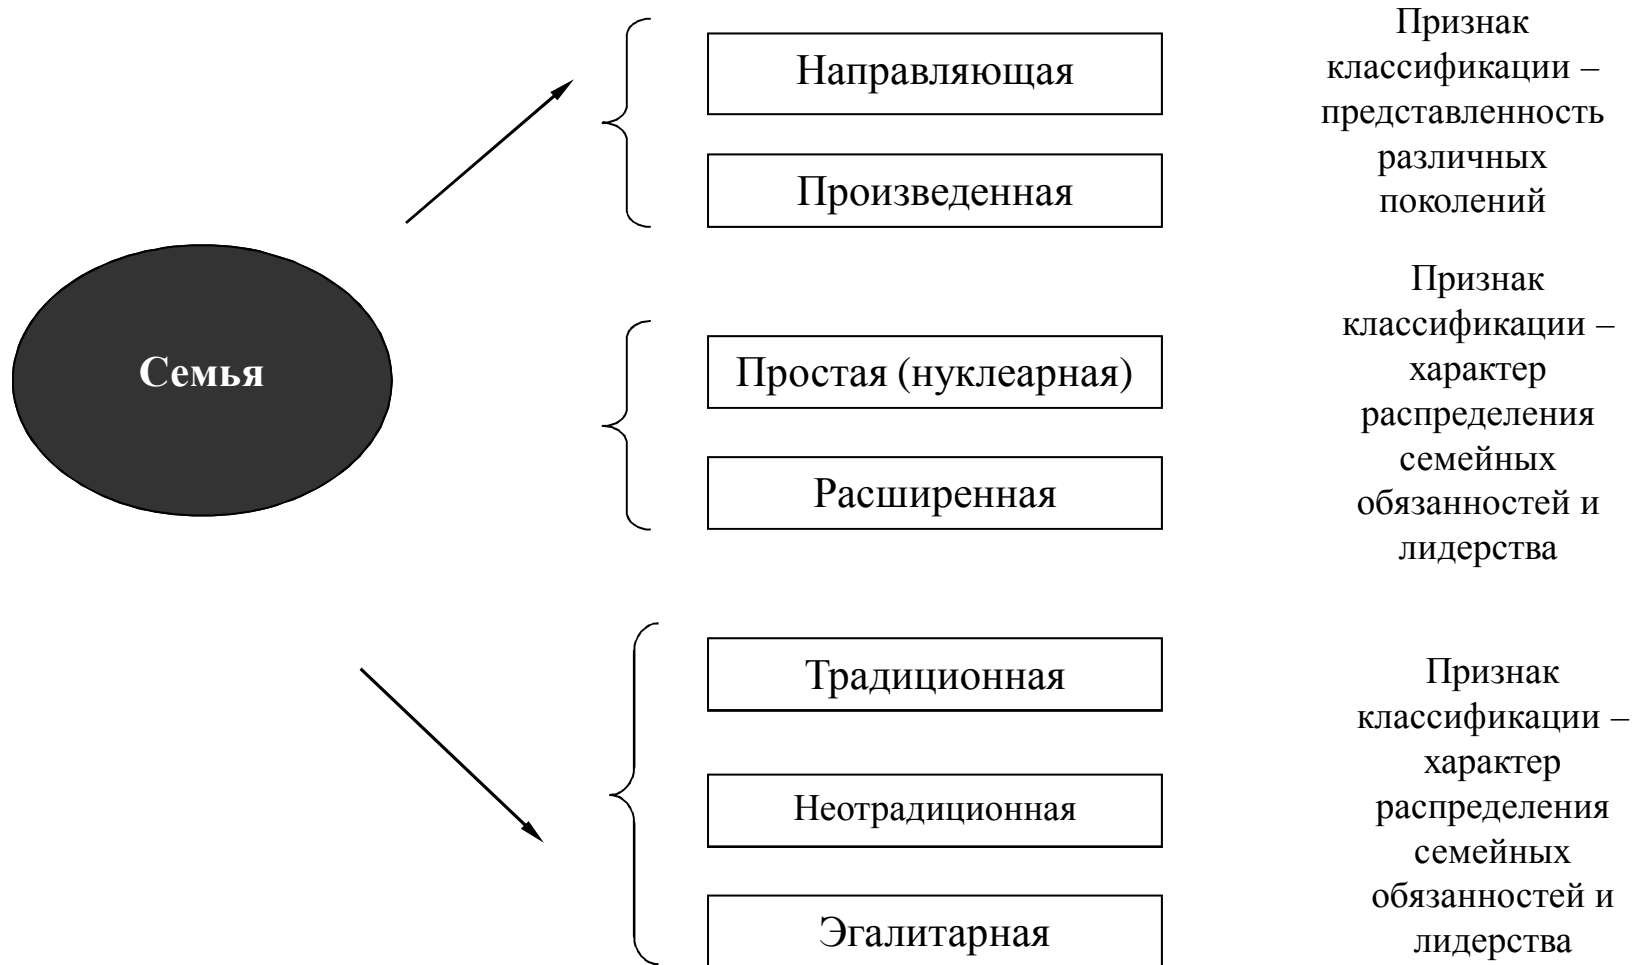 Семья
Направляющая
Произведенная
Признак
классификации –
представленность
различных
поколений
Простая (нуклеарная)
Расширенная
Признак
классификации –
характер
распределения
семейных
обязанностей и
лидерства
Традиционная
Неотрадиционная
Эгалитарная
Признак
классификации –
характер
распределения
семейных
обязанностей и
лидерства